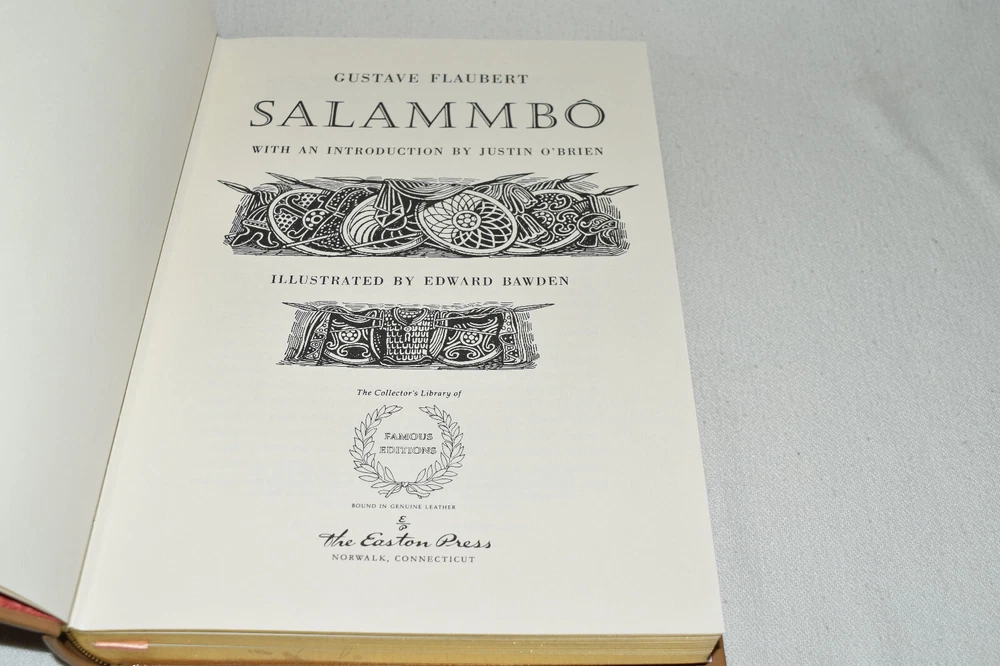 GUSTAVE FLAUBERT
SALAMMBÔ
WITH AN INTRODUCTION BY JUSTIN O'BRIEN
ILLUSTRATED BY EDWARD BAWDEN
The Collector's Library of
FAMOUS
EDITIONS
BOUND IN GENUINE LEATHER
E
P
the Easton Press
NORWALK, CONNECTICUT